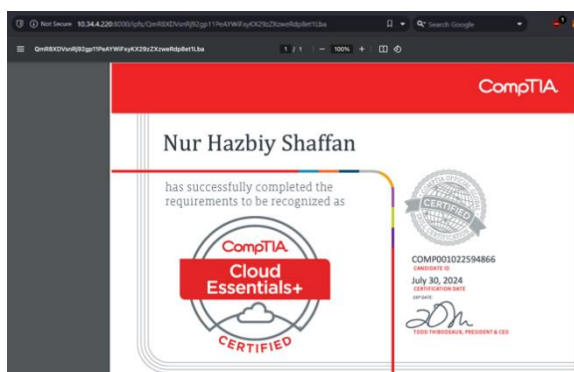 Not Secure 10.34.4.220:8000/ipfs/
Search Google
1 / 1 | − 100% +
CompTIA.
Nur Hazbiy Shaffan
has successfully completed the
requirements to be recognized as
CompTIA
Cloud
Essentials+
CERTIFIED
CERTIFIED
COMP001022594866
CANDIDATE ID
July 30, 2024
CERTIFICATION DATE
EXP DATE:
TODD THIBODEAUX, PRESIDENT & CEO